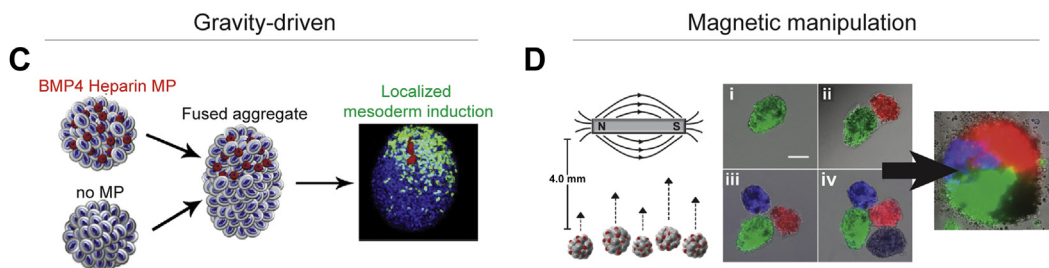 Gravity-driven
Magnetic manipulation
C
BMP4 Heparin MP
Fused aggregate
Localized
mesoderm induction
no MP
D
N S
4.0 mm
i
ii
iii
iv